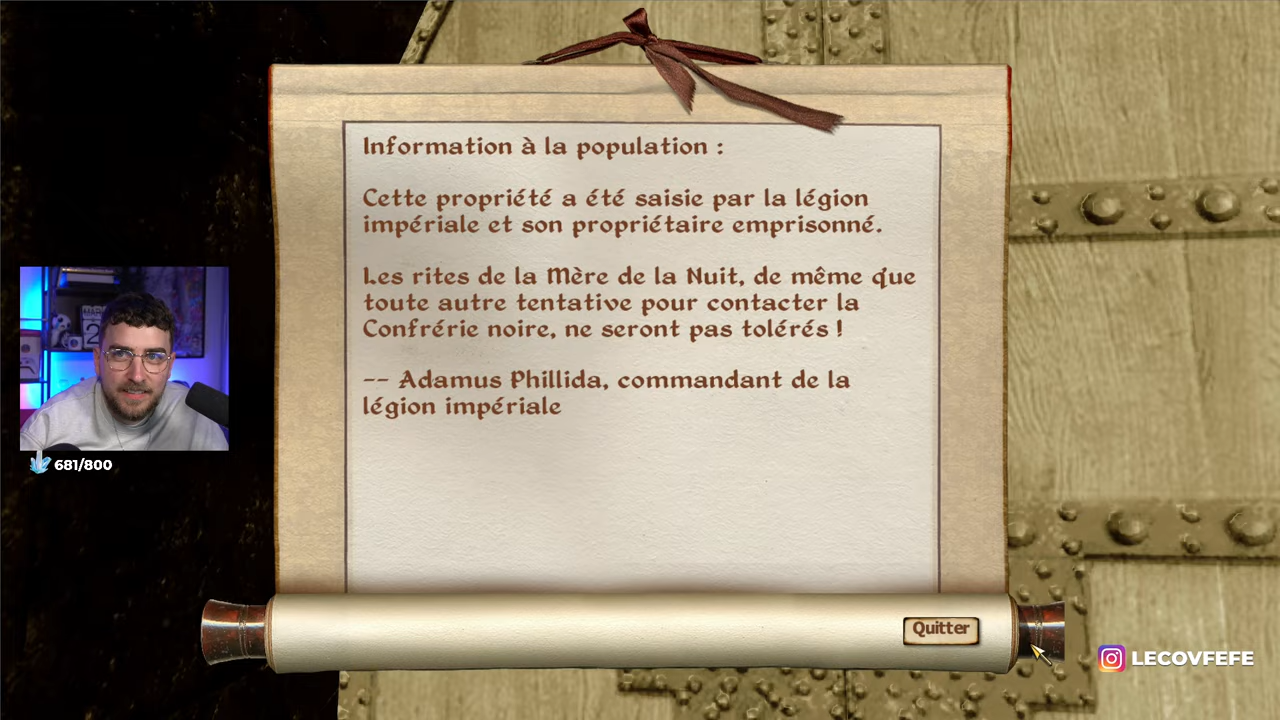 Information à la population :
Cette propriété a été saisie par la légion
impériale et son propriétaire emprisonné.
Les rites de la Mère de la Nuit, de même que
toute autre tentative pour contacter la
Confrérie noire, ne seront pas tolérés !
-- Adamus Phillida, commandant de la
légion impériale
Quitter
681/800
LECOVFEFE